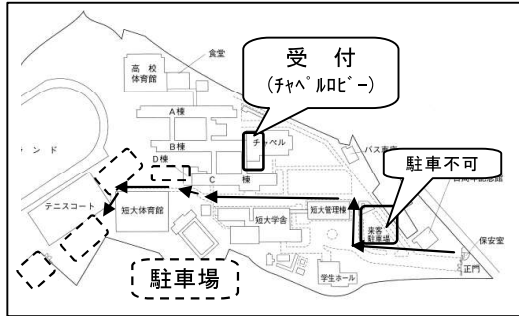 食堂
高校
体育館
受　付
(ﾁｬﾍﾟﾙﾛﾋﾞｰ)
A棟
B棟
D棟
C　棟
チャペル
バス車庫
駐車不可
ランド
テニスコート
短大体育館
短大学舎
短大管理棟
来客
駐車場
保安室
正門
学生ホール
駐車場